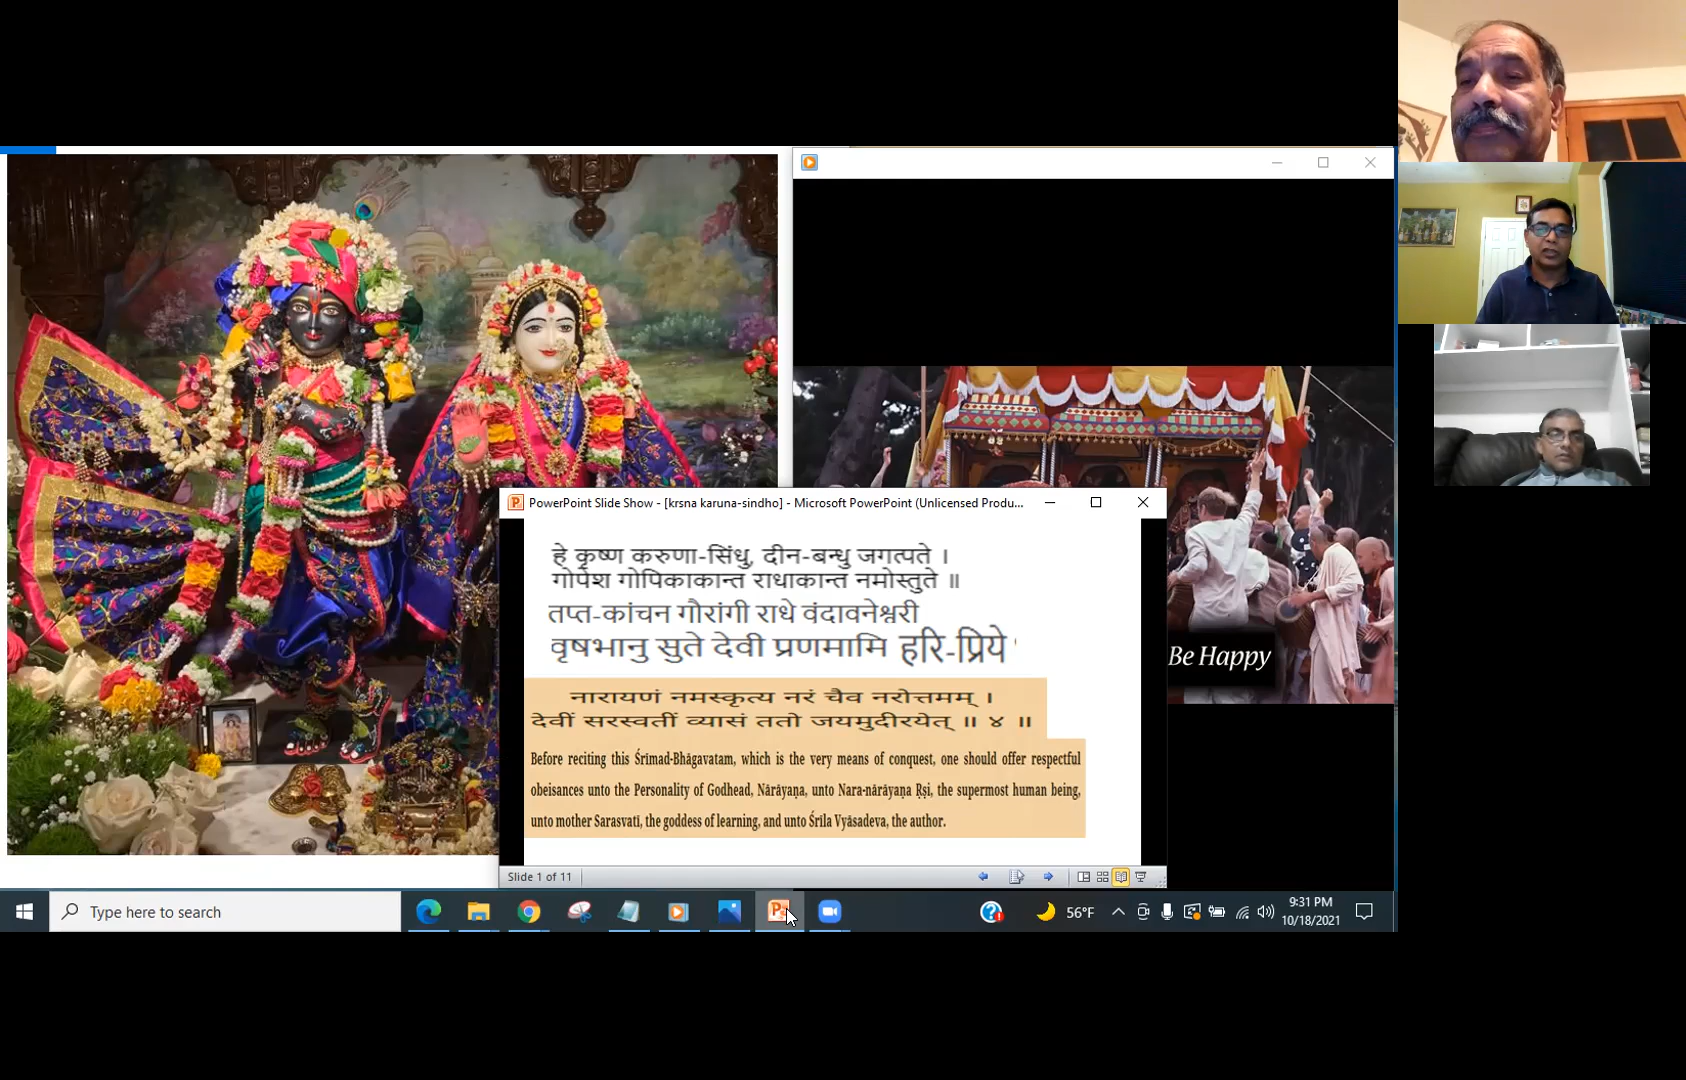 PowerPoint Slide Show - [krsna karuna-sindho] - Microsoft PowerPoint (Unlicensed Produ...
हे कृष्ण करुणा-सिंधु, दीन-बन्धु जगत्पते ।
गोपेश गोपिकाकान्त राधाकान्त नमोस्तुते ॥
तप्त-कांचन गौरांगी राधे वंदावनेश्वरी
वृषभानु सुते देवी प्रणमामि हरि-प्रिये
नारायणं नमस्कृत्य नरं चैव नरोत्तमम् ।
देवीं सरस्वतीं व्यासं ततो जयमुदीरयेत् ॥ ४ ॥
Before reciting this Śrīmad-Bhāgavatam, which is the very means of conquest, one should offer respectful
obeisances unto the Personality of Godhead, Nārāyaṇa, unto Nara-nārāyaṇa Ṛṣi, the supermost human being,
unto mother Sarasvatī, the goddess of learning, and unto Śrīla Vyāsadeva, the author.
Be Happy
Slide 1 of 11
Type here to search
56°F
9:31 PM
10/18/2021